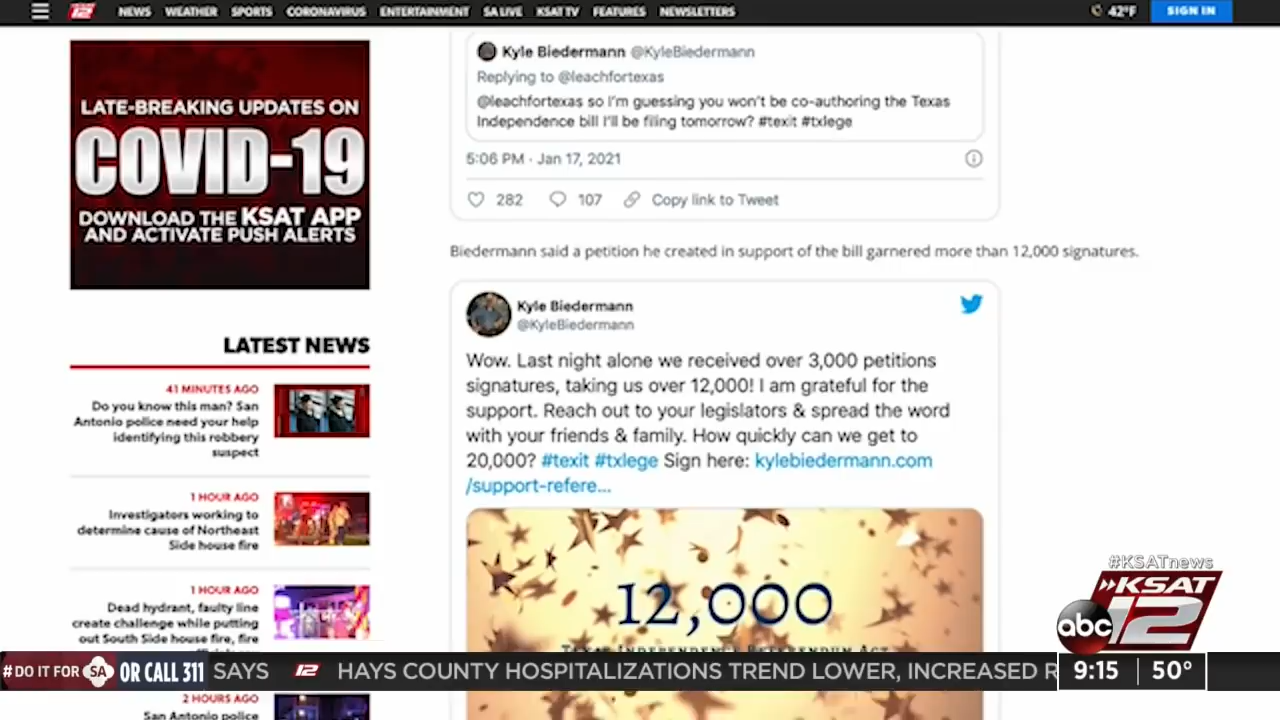 12
NEWS WEATHER SPORTS CORONAVIRUS ENTERTAINMENT SA LIVE KSAT TV FEATURES NEWSLETTERS
42°F
SIGN IN
LATE-BREAKING UPDATES ON
COVID-19
DOWNLOAD THE KSAT APP
AND ACTIVATE PUSH ALERTS
LATEST NEWS
41 MINUTES AGO
Do you know this man? San
Antonio police need your help
identifying this robbery
suspect
1 HOUR AGO
Investigators working to
determine cause of Northeast
Side house fire
1 HOUR AGO
Dead hydrant, faulty line
create challenge while putting
out South Side house fire, fire
2 HOURS AGO
San Antonio police
Kyle Biedermann @KyleBiedermann
Replying to @leachfortexas
@leachfortexas so I'm guessing you won't be co-authoring the Texas
Independence bill I'll be filing tomorrow? #texit #txlege
5:06 PM · Jan 17, 2021
282 107 Copy link to Tweet
Biedermann said a petition he created in support of the bill garnered more than 12,000 signatures.
Kyle Biedermann
@KyleBiedermann
Wow. Last night alone we received over 3,000 petitions
signatures, taking us over 12,000! I am grateful for the
support. Reach out to your legislators & spread the word
with your friends & family. How quickly can we get to
20,000? #texit #txlege Sign here: kylebiedermann.com
/support-refere...
12,000
#KSATnews
KSAT
abc 12
#DO IT FOR SA OR CALL 311 SAYS 12 HAYS COUNTY HOSPITALIZATIONS TREND LOWER, INCREASED R
9:15 50°